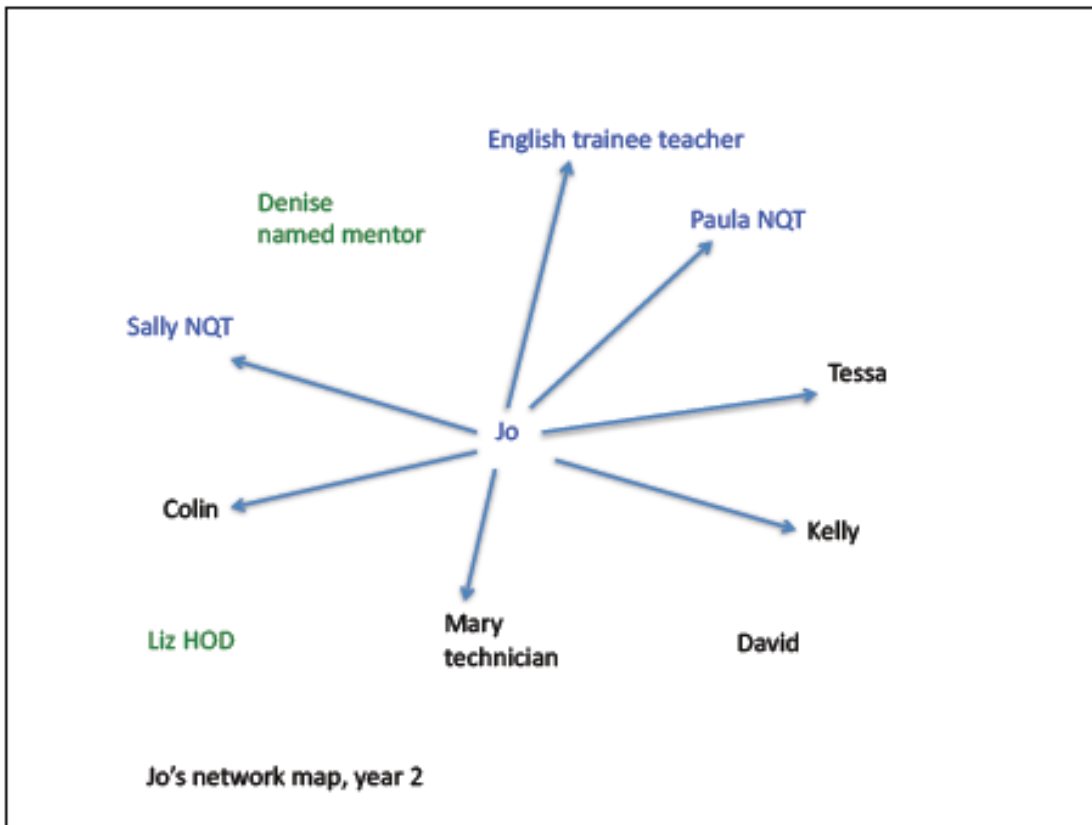 English trainee teacher
Denise
named mentor
Paula NQT
Sally NQT
Tessa
Jo
Colin
Kelly
Mary
technician
Liz HOD
David
Jo's network map, year 2